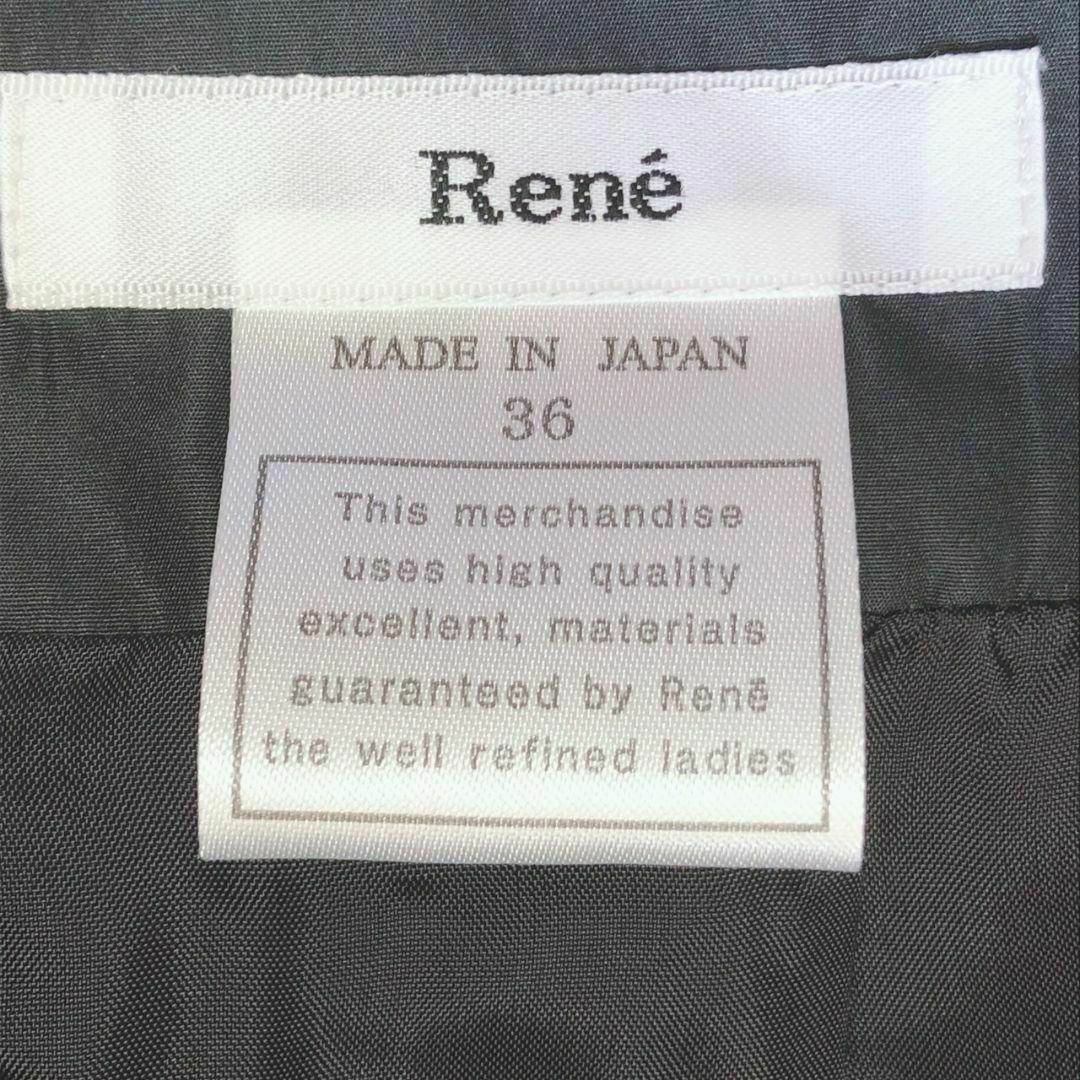 René
MADE IN JAPAN
36
This merchandise
uses high quality
excellent, materials
guaranteed by René
the well refined ladies